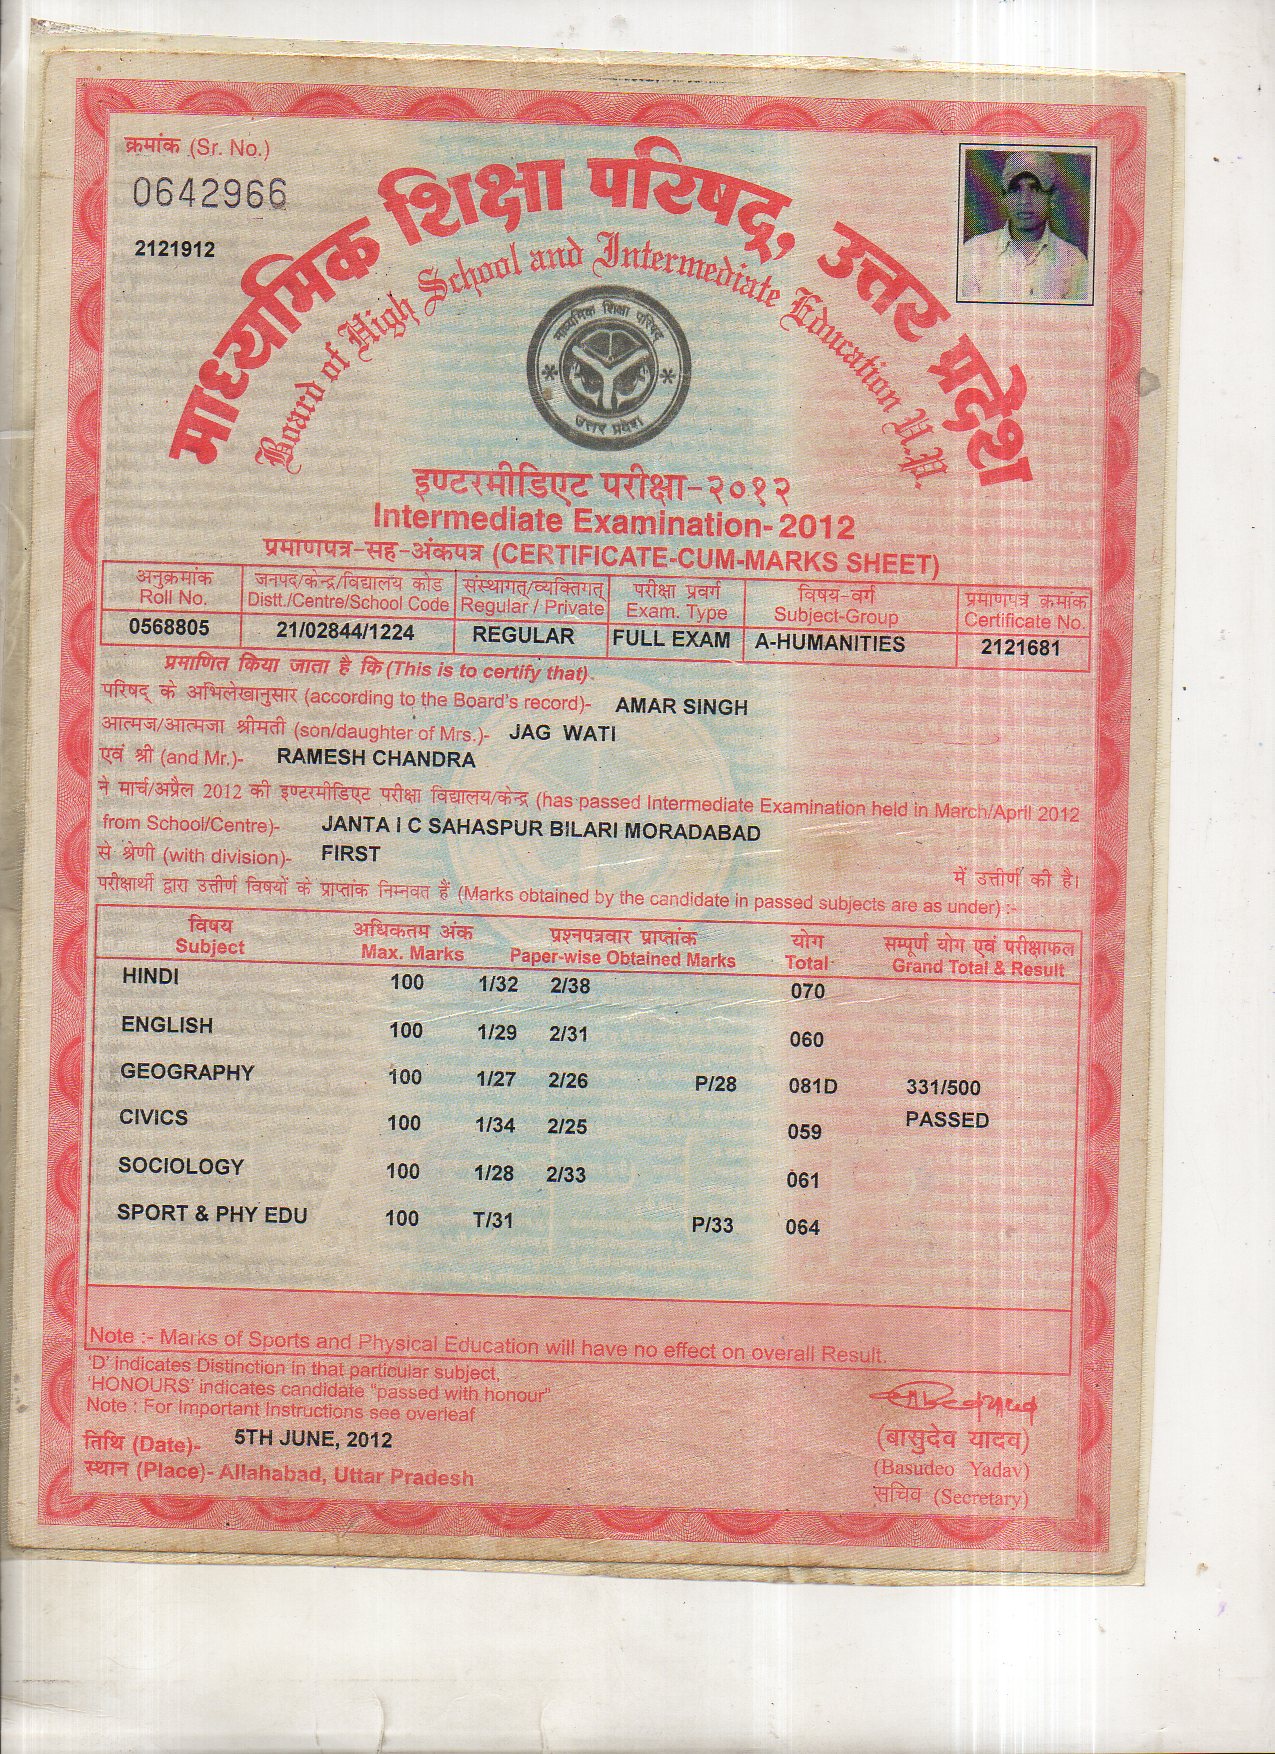 क्रमांक (Sr. No.)
0642966
2121912
माध्यमिक शिक्षा परिषद्, उत्तर प्रदेश
Board of High School and Intermediate Education U.P.
माध्यमिक शिक्षा परिषद्
उत्तर प्रदेश
इण्टरमीडिएट परीक्षा-२०१२
Intermediate Examination-2012
प्रमाणपत्र-सह-अंकपत्र (CERTIFICATE-CUM-MARKS SHEET)
अनुक्रमांक जनपद/केन्द्र/विद्यालय कोड संस्थागत/व्यक्तिगत परीक्षा प्रवर्ग विषय-वर्ग प्रमाणपत्र क्रमांक
Roll No. Distt./Centre/School Code Regular / Private Exam. Type Subject-Group Certificate No.
0568805 21/02844/1224 REGULAR FULL EXAM A-HUMANITIES 2121681
प्रमाणित किया जाता है कि (This is to certify that).
परिषद् के अभिलेखानुसार (according to the Board's record)- AMAR SINGH
आत्मज/आत्मजा श्रीमती (son/daughter of Mrs.)- JAG WATI
एवं श्री (and Mr.)- RAMESH CHANDRA
ने मार्च/अप्रैल 2012 की इण्टरमीडिएट परीक्षा विद्यालय/केन्द्र (has passed Intermediate Examination held in March/April 2012
from School/Centre)- JANTA I C SAHASPUR BILARI MORADABAD
से श्रेणी (with division)- FIRST में उत्तीर्ण की है।
परीक्षार्थी द्वारा उत्तीर्ण विषयों के प्राप्तांक निम्नवत हैं (Marks obtained by the candidate in passed subjects are as under) :-
विषय अधिकतम अंक प्रश्नपत्रवार प्राप्तांक योग सम्पूर्ण योग एवं परीक्षाफल
Subject Max. Marks Paper-wise Obtained Marks Total Grand Total & Result
HINDI 100 1/32 2/38 070
ENGLISH 100 1/29 2/31 060
GEOGRAPHY 100 1/27 2/26 P/28 081D 331/500
CIVICS 100 1/34 2/25 059 PASSED
SOCIOLOGY 100 1/28 2/33 061
SPORT & PHY EDU 100 T/31 P/33 064
Note :- Marks of Sports and Physical Education will have no effect on overall Result.
'D' indicates Distinction in that particular subject,
'HONOURS' indicates candidate "passed with honour"
Note : For Important Instructions see overleaf
तिथि (Date)- 5TH JUNE, 2012
स्थान (Place)- Allahabad, Uttar Pradesh
(बासुदेव यादव)
(Basudeo Yadav)
सचिव (Secretary)